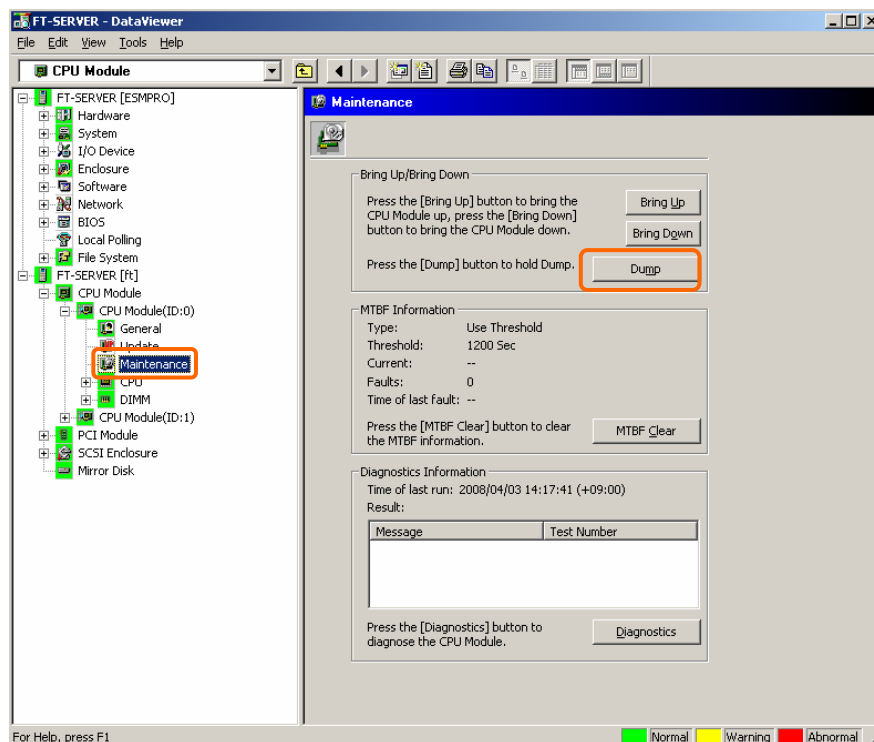 FT-SERVER - DataViewer
File Edit View Tools Help
CPU Module
FT-SERVER [ESMPRO]
Hardware
System
I/O Device
Enclosure
Software
Network
BIOS
Local Polling
File System
FT-SERVER [ft]
CPU Module
CPU Module(ID:0)
General
Update
Maintenance
CPU
DIMM
CPU Module(ID:1)
PCI Module
SCSI Enclosure
Mirror Disk
Maintenance
Bring Up/Bring Down
Press the [Bring Up] button to bring the
CPU Module up, press the [Bring Down]
button to bring the CPU Module down.
Bring Up
Bring Down
Press the [Dump] button to hold Dump.
Dump
MTBF Information
Type: Use Threshold
Threshold: 1200 Sec
Current: --
Faults: 0
Time of last fault: --
Press the [MTBF Clear] button to clear
the MTBF information.
MTBF Clear
Diagnostics Information
Time of last run: 2008/04/03 14:17:41 (+09:00)
Result:
Message Test Number
Press the [Diagnostics] button to
diagnose the CPU Module.
Diagnostics
For Help, press F1
Normal Warning Abnormal